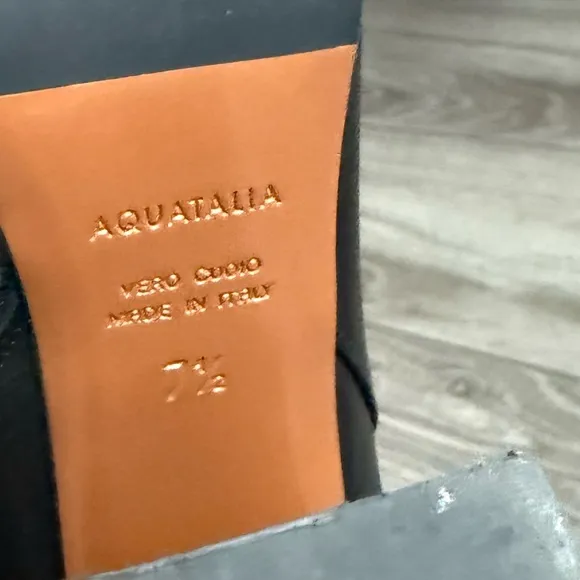 AQUATALIA
VERO CUOIO
MADE IN ITALY
7½